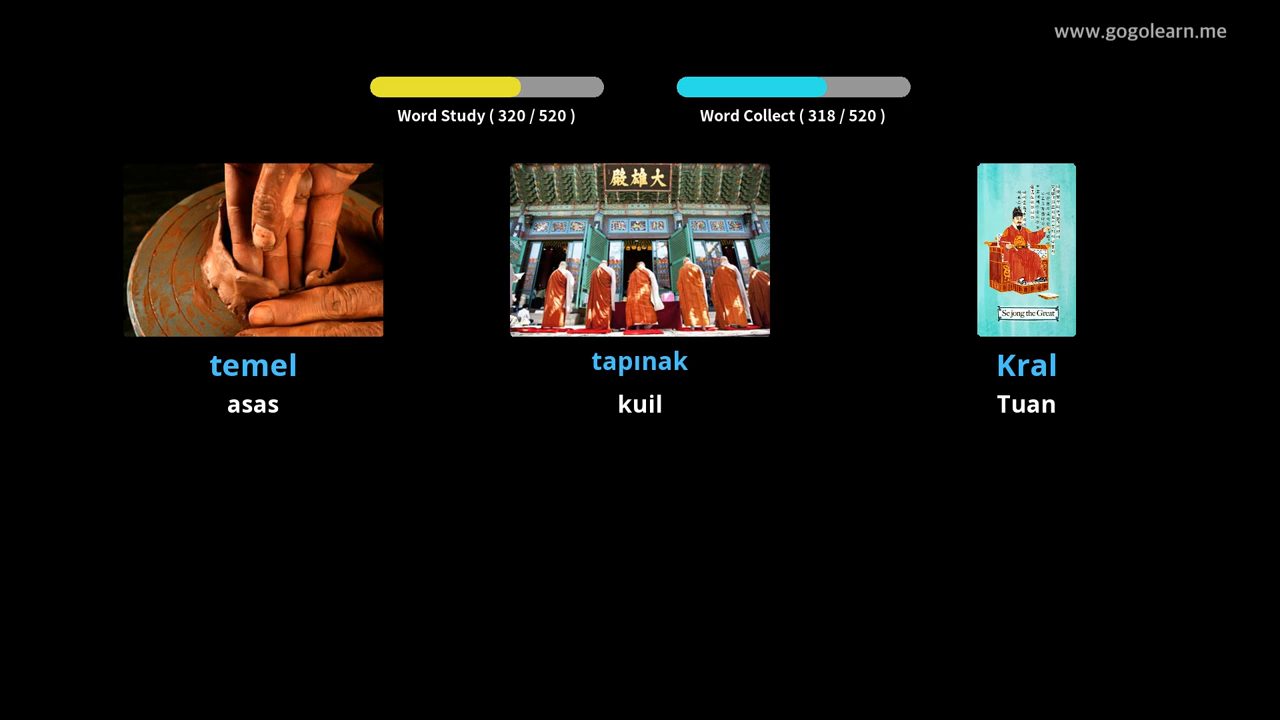 www.gogolearn.me
Word Study ( 320 / 520 )
Word Collect ( 318 / 520 )
殿雄大
Sejong the Great
temel
tapınak
Kral
asas
kuil
Tuan